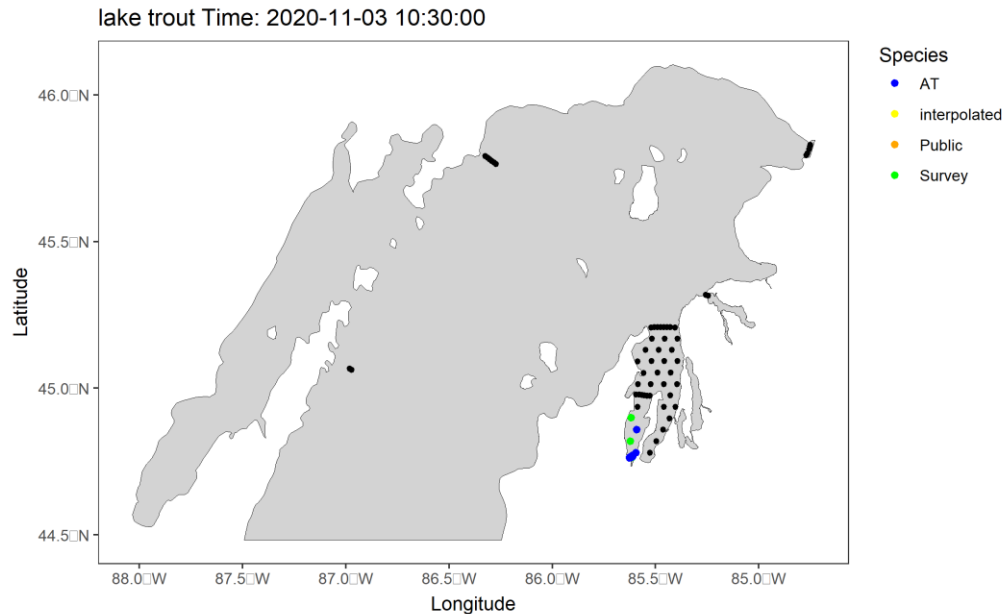 lake trout Time: 2020-11-03 10:30:00
Species
AT
interpolated
Public
Survey
46.0□N
45.5□N
45.0□N
44.5□N
Latitude
88.0□W
87.5□W
87.0□W
86.5□W
86.0□W
85.5□W
85.0□W
Longitude